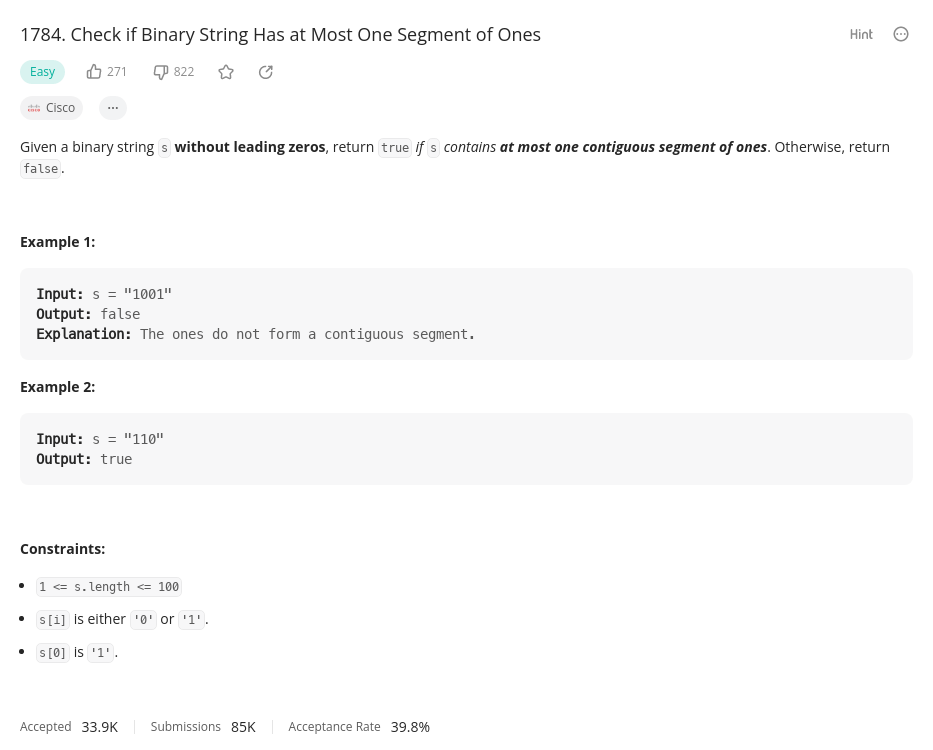 1784. Check if Binary String Has at Most One Segment of Ones
Hint
Easy 271 822
Cisco ...
Given a binary string s without leading zeros, return true if s contains at most one contiguous segment of ones. Otherwise, return
false.
Example 1:
Input: s = "1001"
Output: false
Explanation: The ones do not form a contiguous segment.
Example 2:
Input: s = "110"
Output: true
Constraints:
1 <= s.length <= 100
s[i] is either '0' or '1'.
s[0] is '1'.
Accepted 33.9K Submissions 85K Acceptance Rate 39.8%